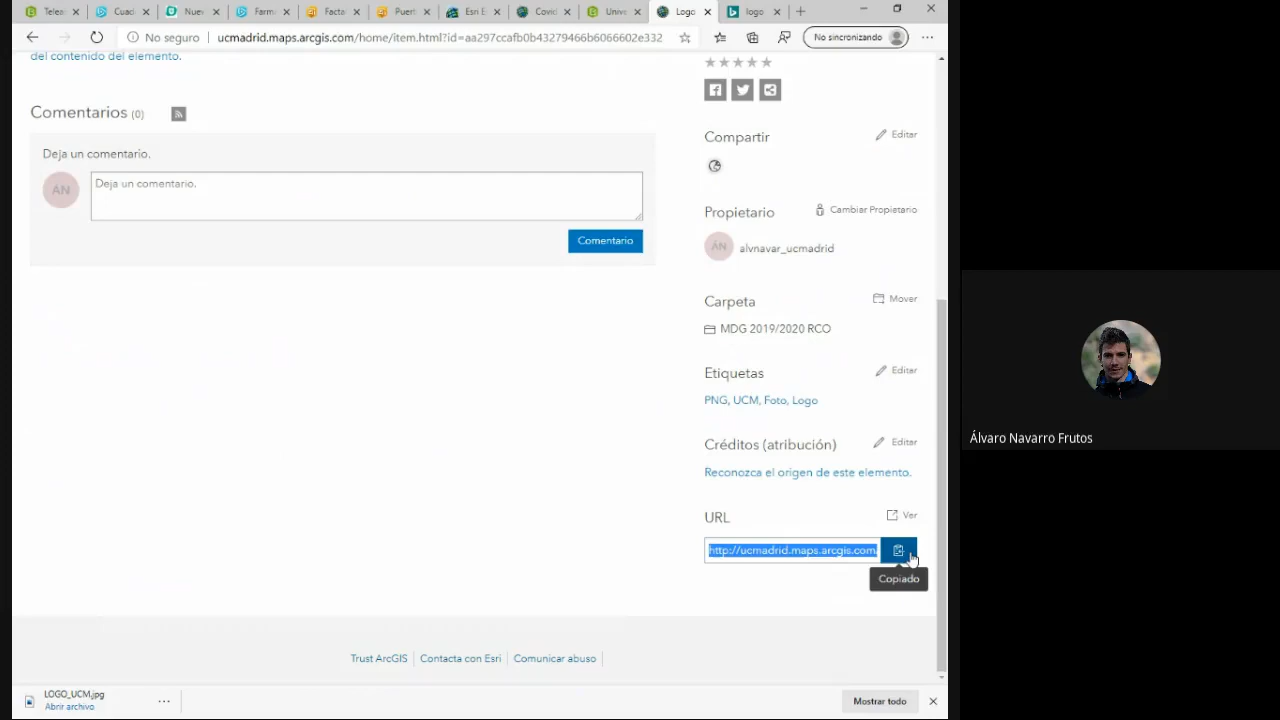 Telea
Cuad
Nue
Farm
Facta
Puert
Esri E
Covid
Unive
Logo
logo
No seguro
ucmadrid.maps.arcgis.com/home/item.html?id=aa297ccafb0b43279466b6066602e332
No sincronizando
del contenido del elemento.
Comentarios (0)
Deja un comentario.
AN
Deja un comentario.
Comentario
Compartir
Editar
Propietario
Cambiar Propietario
ÁN
alvnavar_ucmadrid
Carpeta
Mover
MDG 2019/2020 RCO
Etiquetas
Editar
PNG, UCM, Foto, Logo
Créditos (atribución)
Editar
Reconozca el origen de este elemento.
URL
Ver
http://ucmadrid.maps.arcgis.com/
Copiado
Trust ArcGIS
Contacta con Esri
Comunicar abuso
LOGO_UCM.jpg
Abrir archivo
Mostrar todo
Álvaro Navarro Frutos